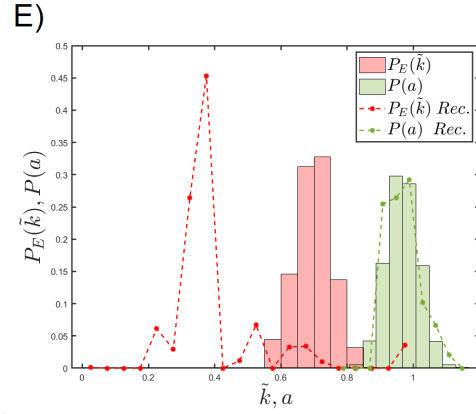 E)
0.5
0.45
0.4
0.35
0.3
0.25
0.2
0.15
0.1
0.05
0
P_E(k̃), P(a)
P_E(k̃)
P(a)
P_E(k̃) Rec.
P(a) Rec.
0 0.2 0.4 0.6 0.8 1
k̃, a